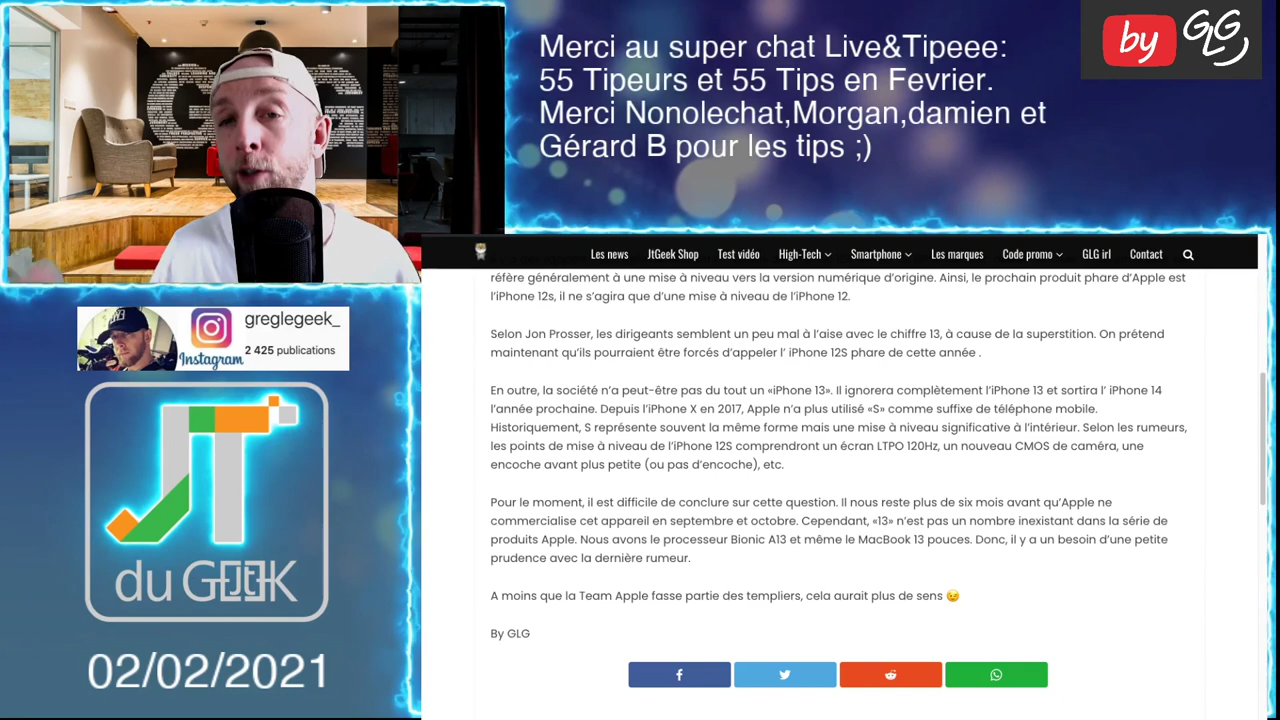 Merci au super chat Live&Tipeee:
55 Tipeurs et 55 Tips en Fevrier.
Merci Nonolechat,Morgan,damien et
Gérard B pour les tips ;)
by GLG
Les news JtGeek Shop Test vidéo High-Tech Smartphone Les marques Code promo GLG irl Contact
réfère généralement à une mise à niveau vers la version numérique d’origine. Ainsi, le prochain produit phare d’Apple est
l’iPhone 12s, il ne s’agira que d’une mise à niveau de l’iPhone 12.
Selon Jon Prosser, les dirigeants semblent un peu mal à l’aise avec le chiffre 13, à cause de la superstition. On prétend
maintenant qu’ils pourraient être forcés d’appeler l’ iPhone 12S phare de cette année .
En outre, la société n’a peut-être pas du tout un «iPhone 13». Il ignorera complètement l’iPhone 13 et sortira l’ iPhone 14
l’année prochaine. Depuis l’iPhone X en 2017, Apple n’a plus utilisé «S» comme suffixe de téléphone mobile.
Historiquement, S représente souvent la même forme mais une mise à niveau significative à l’intérieur. Selon les rumeurs,
les points de mise à niveau de l’iPhone 12S comprendront un écran LTPO 120Hz, un nouveau CMOS de caméra, une
encoche avant plus petite (ou pas d’encoche), etc.
Pour le moment, il est difficile de conclure sur cette question. Il nous reste plus de six mois avant qu’Apple ne
commercialise cet appareil en septembre et octobre. Cependant, «13» n’est pas un nombre inexistant dans la série de
produits Apple. Nous avons le processeur Bionic A13 et même le MacBook 13 pouces. Donc, il y a un besoin d’une petite
prudence avec la dernière rumeur.
A moins que la Team Apple fasse partie des templiers, cela aurait plus de sens 😉
By GLG
greglegeek_
Instagram
2 425 publications
JT
du GEEK
02/02/2021